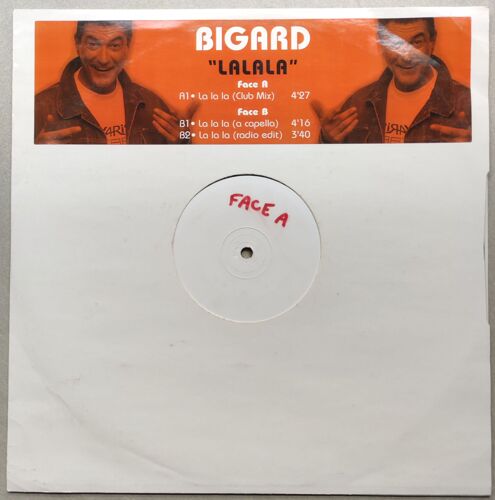 BIGARD
"LALALA"
Face A
A1• La la la (Club Mix) 4'27
Face B
B1• La la la (a capella) 4'16
B2• La la la (radio edit) 3'40
FACE A